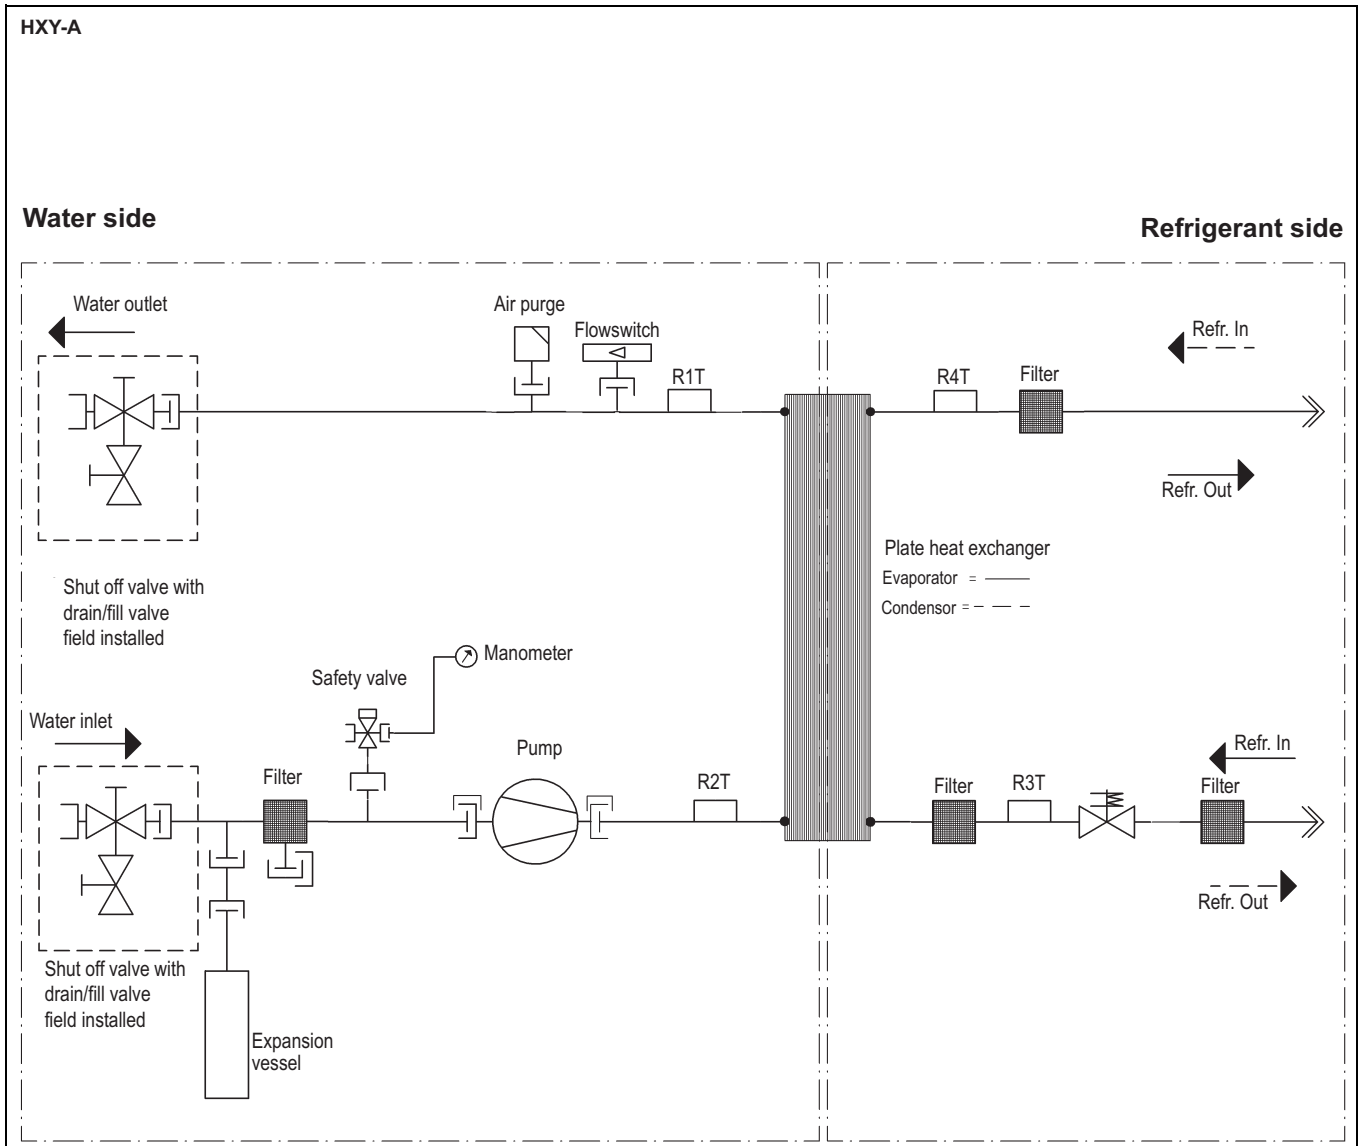 HXY-A
Water side
Refrigerant side
Water outlet
Air purge
Flowswitch
R1T
R4T
Filter
Refr. In
Refr. Out
Plate heat exchanger
Evaporator =
Condensor =
Shut off valve with
drain/fill valve
field installed
Manometer
Safety valve
Water inlet
Filter
Pump
R2T
Filter
R3T
Refr. In
Filter
Refr. Out
Shut off valve with
drain/fill valve
field installed
Expansion
vessel